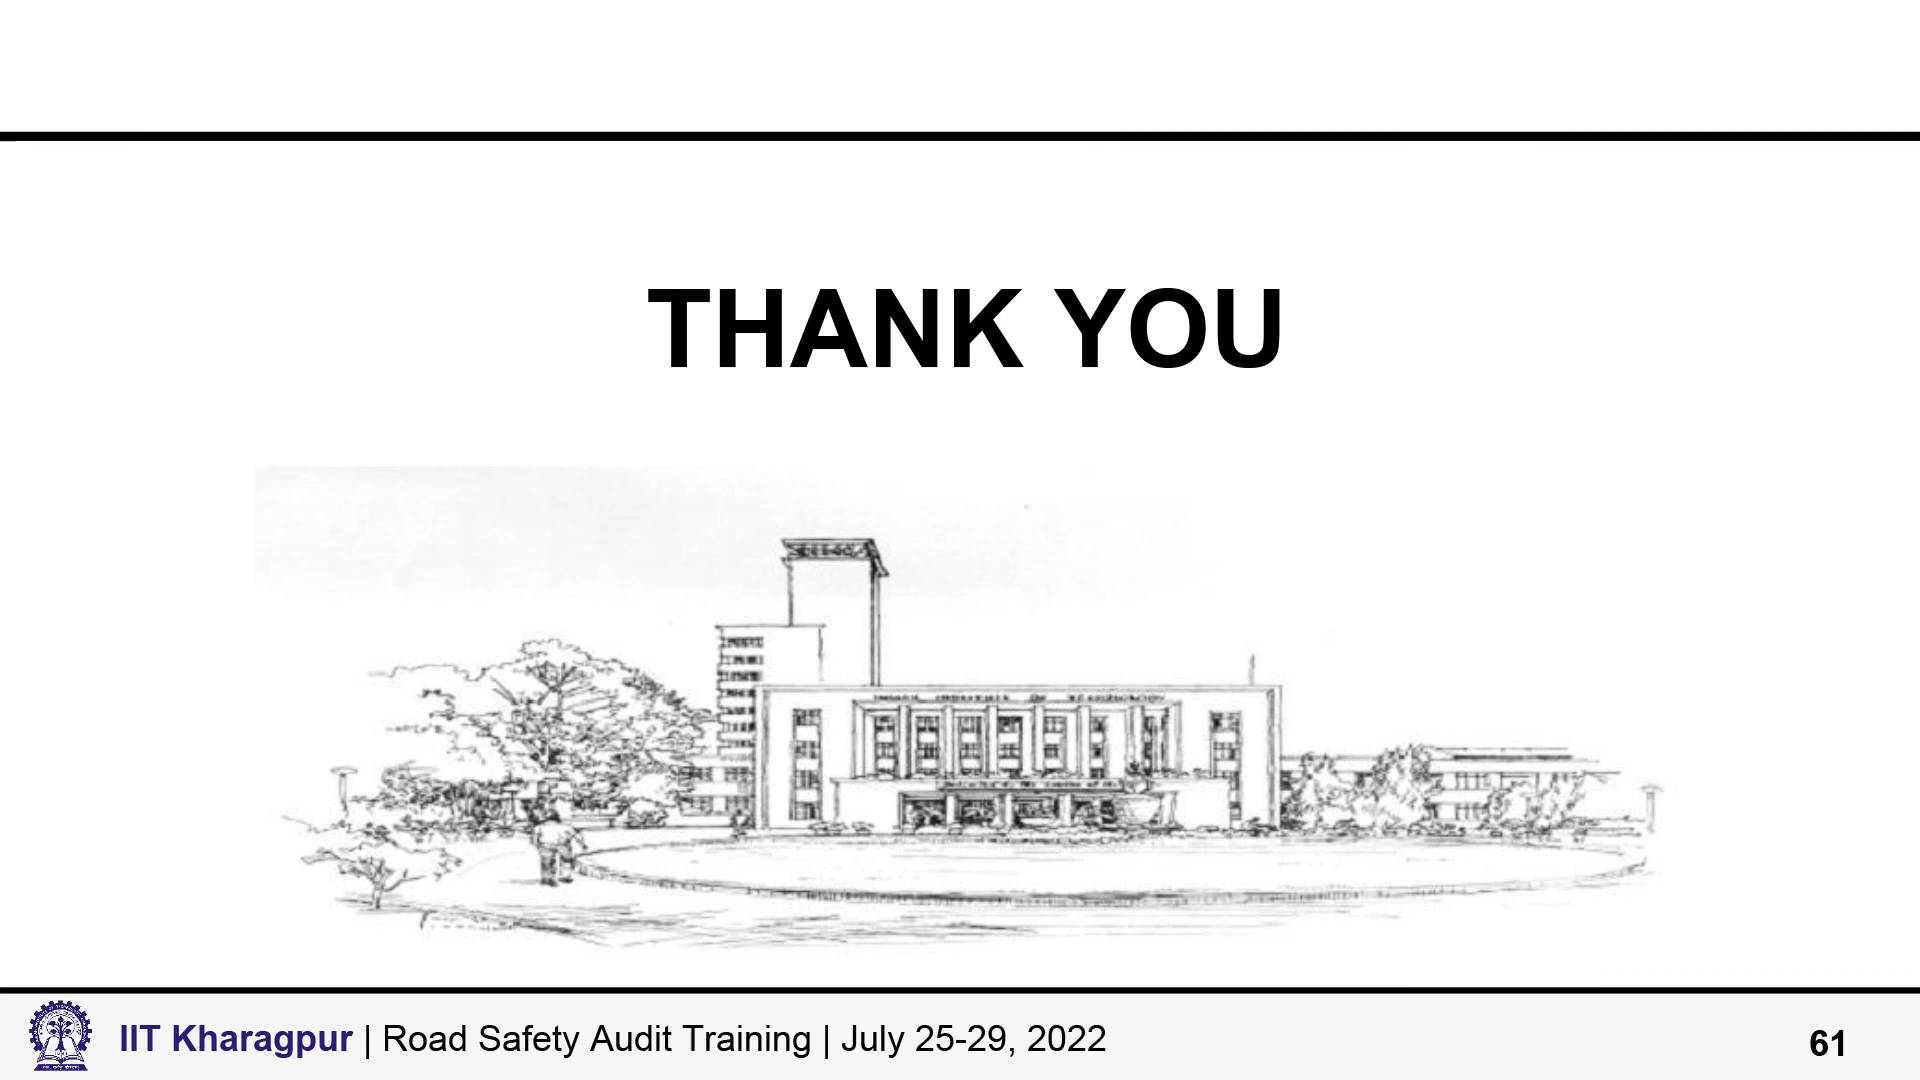 THANK YOU
IIT Kharagpur | Road Safety Audit Training | July 25-29, 2022
61